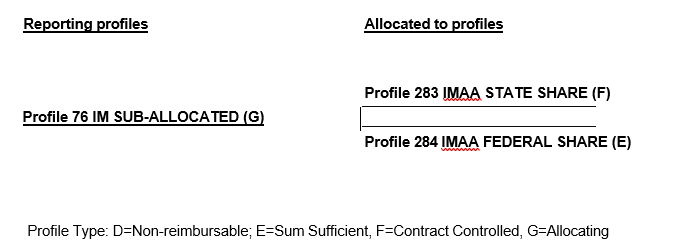 Reporting profiles
Allocated to profiles
Profile 283 IMAA STATE SHARE (F)
Profile 76 IM SUB-ALLOCATED (G)
Profile 284 IMAA FEDERAL SHARE (E)
Profile Type: D=Non-reimbursable; E=Sum Sufficient, F=Contract Controlled, G=Allocating